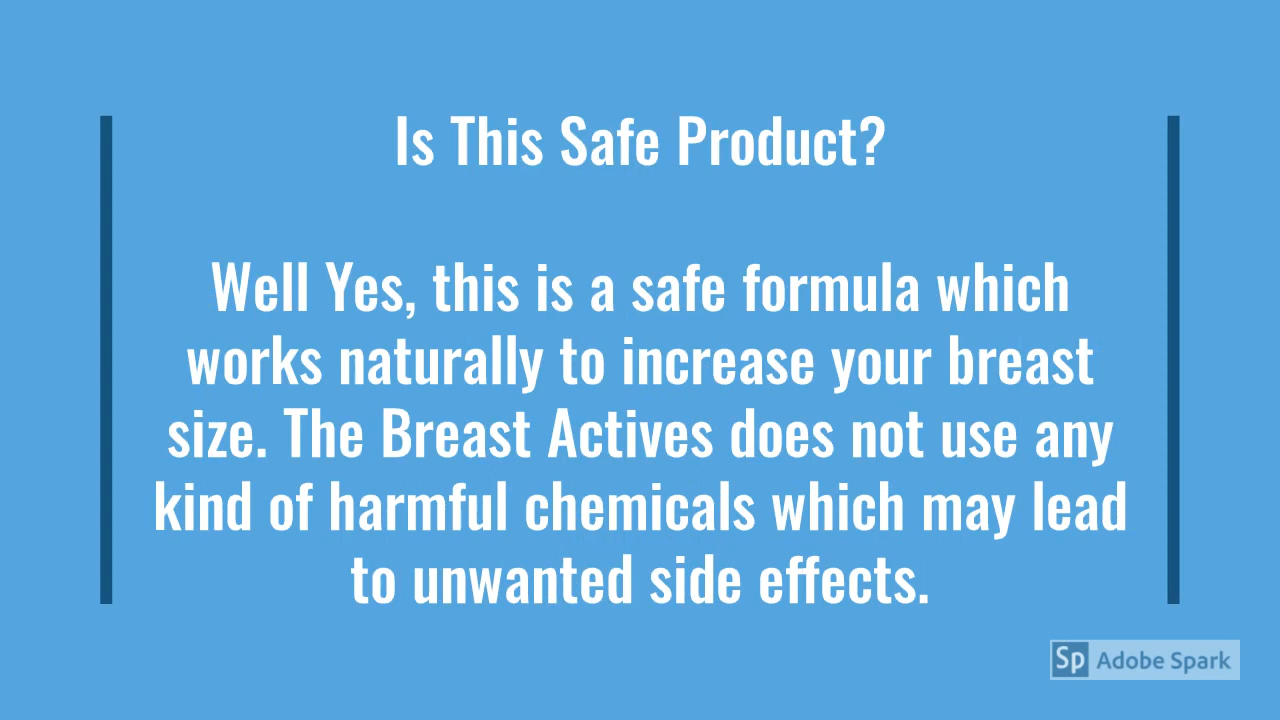 Is This Safe Product?
Well Yes, this is a safe formula which
works naturally to increase your breast
size. The Breast Actives does not use any
kind of harmful chemicals which may lead
to unwanted side effects.
Sp Adobe Spark